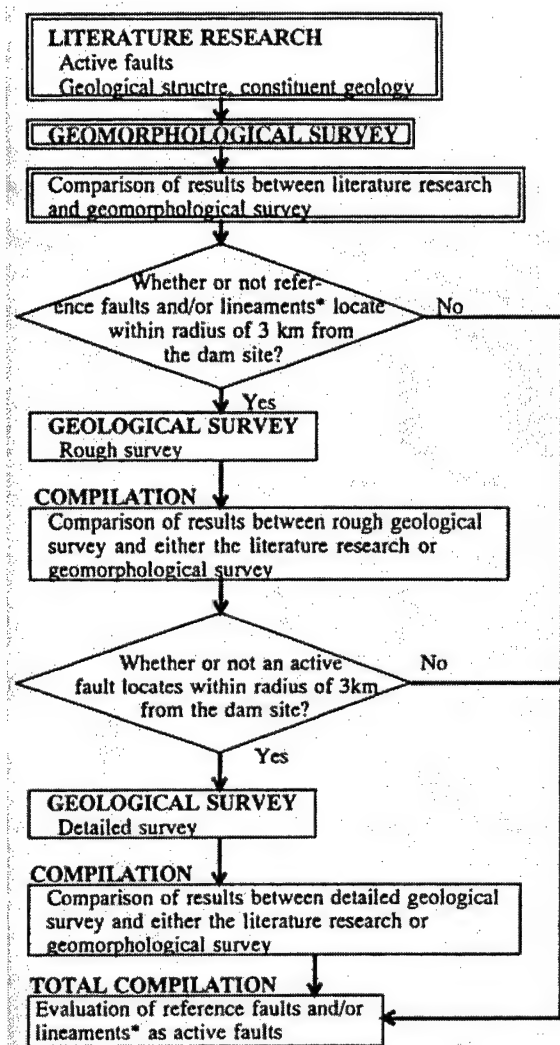 LITERATURE RESEARCH
Active faults
Geological structre, constituent geology
GEOMORPHOLOGICAL SURVEY
Comparison of results between literature research
and geomorphological survey
Whether or not refer-
ence faults and/or lineaments* locate
within radius of 3 km from
the dam site?
No
Yes
GEOLOGICAL SURVEY
Rough survey
COMPILATION
Comparison of results between rough geological
survey and either the literature research or
geomorphological survey
Whether or not an active
fault locates within radius of 3km
from the dam site?
No
Yes
GEOLOGICAL SURVEY
Detailed survey
COMPILATION
Comparison of results between detailed geological
survey and either the literature research or
geomorphological survey
TOTAL COMPILATION
Evaluation of reference faults and/or
lineaments* as active faults